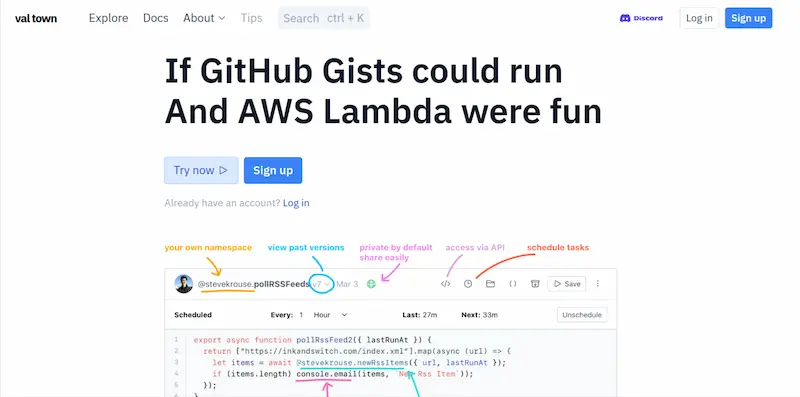 val town Explore Docs About Tips Search ctrl + K Discord Log in Sign up
If GitHub Gists could run
And AWS Lambda were fun
Try now Sign up
Already have an account? Log in
your own namespace view past versions private by default access via API schedule tasks
share easily
@stevekrouse.pollRSSFeeds v7 Mar 3 </> () Save
Scheduled Every: 1 Hour Last: 27m Next: 33m Unschedule
1 export async function pollRssFeed2({ lastRunAt }) {
2 return ["https://inkandswitch.com/index.xml"].map(async (url) => {
3 let items = await @stevekrouse.newRssItems({ url, lastRunAt });
4 if (items.length) console.email(items, `New Rss Item`);
5 });